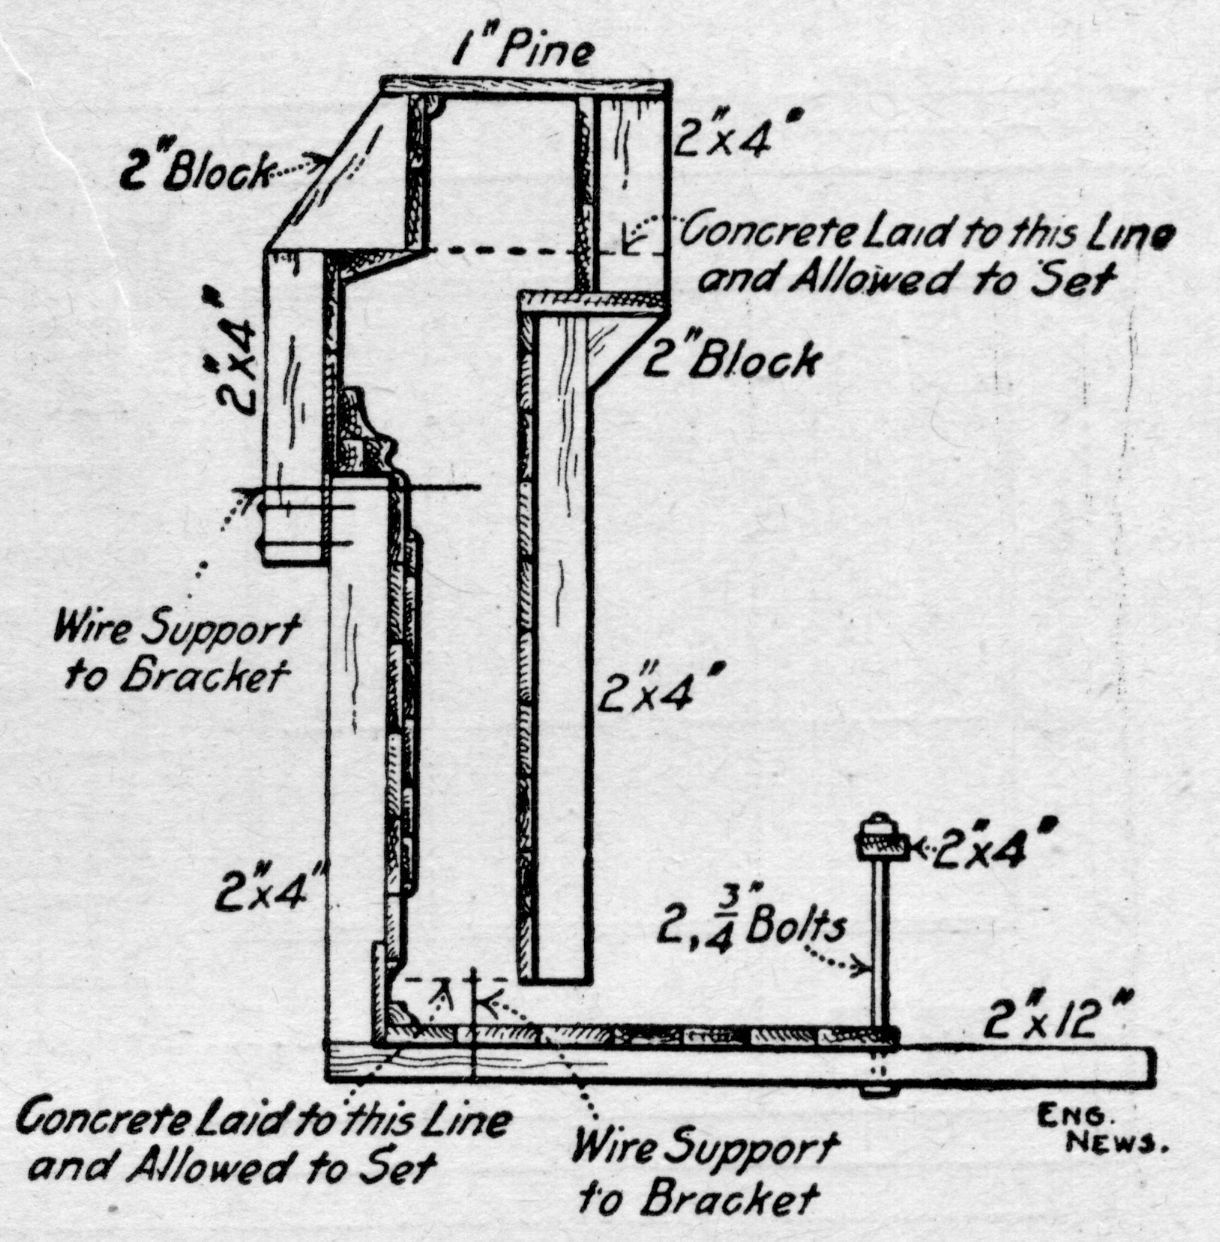 1" Pine
2" Block
2"x4"
Concrete Laid to this Line
and Allowed to Set
2"x4"
2" Block
Wire Support
to Bracket
2"x4"
2"x4"
2"x4"
2, 3/4" Bolts
2"x12"
Concrete Laid to this Line
and Allowed to Set
Wire Support
to Bracket
ENG.
NEWS.